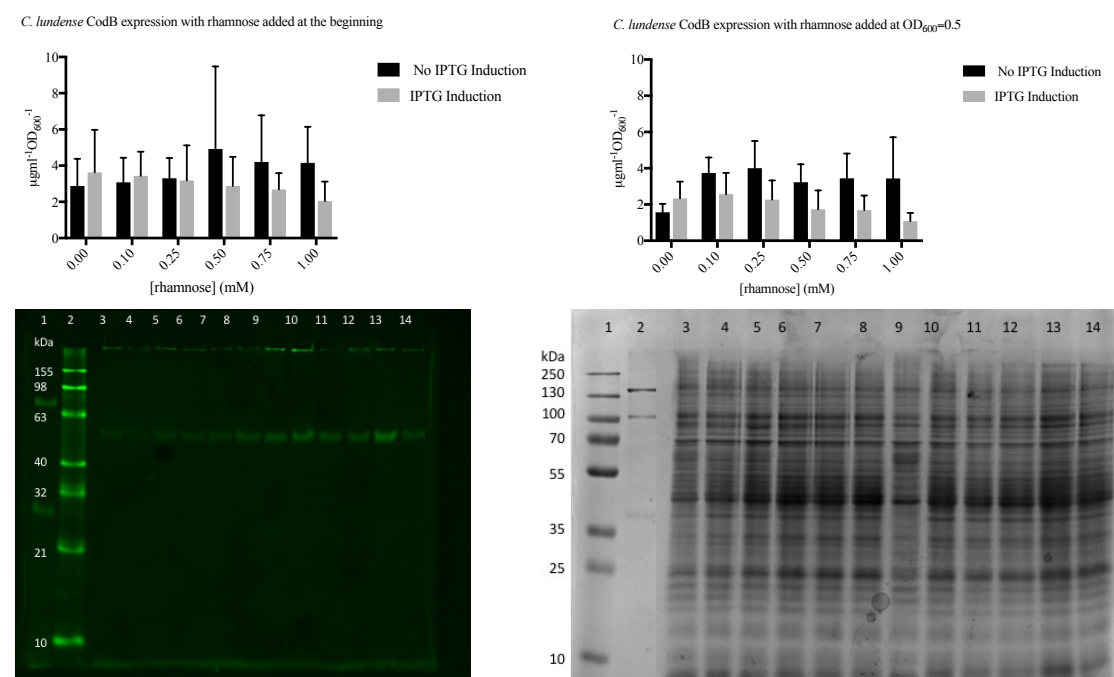 C. lundense CodB expression with rhamnose added at the beginning
10
8
6
4
2
0
µgml⁻¹OD₆₀₀⁻¹
No IPTG Induction
IPTG Induction
0.00 0.10 0.25 0.50 0.75 1.00
[rhamnose] (mM)
C. lundense CodB expression with rhamnose added at OD₆₀₀=0.5
10
8
6
4
2
0
µgml⁻¹OD₆₀₀⁻¹
No IPTG Induction
IPTG Induction
0.00 0.10 0.25 0.50 0.75 1.00
[rhamnose] (mM)
1 2 3 4 5 6 7 8 9 10 11 12 13 14
kDa
155
98
63
40
32
21
10
1 2 3 4 5 6 7 8 9 10 11 12 13 14
kDa
250
130
100
70
55
35
25
10